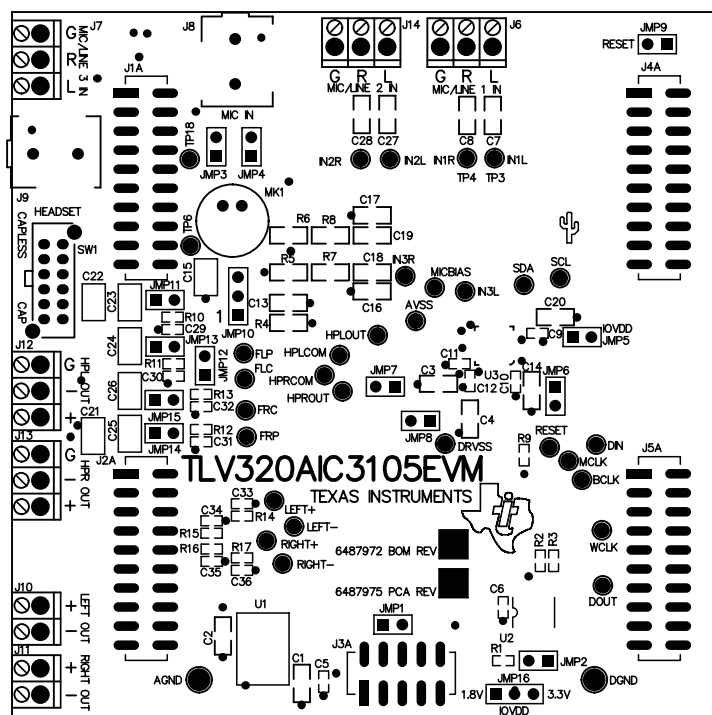 J7
J8
J14
J6
JMP9
G
R
L
MIC/LINE 3 IN
RESET
J1A
J4A
G R L
G R L
MIC/LINE 2 IN
MIC/LINE 1 IN
MIC IN
TP18
JMP3
JMP4
C28
C27
C8
C7
IN2R
IN2L
IN1R
IN1L
TP4
TP3
MK1
J9
HEADSET
CAPLESS
CAP
SW1
TP6
C17
R6
R8
C19
C15
R5
R7
C18
C16
IN3R
MICBIAS
IN3L
SDA
SCL
C22
C23
JMP11
C13
R4
AVSS
C20
R10
C29
1
JMP10
HPLOUT
C9
IOVDD
JMP5
J12
C24
JMP13
JMP12
FLP
HPLCOM
C11
U3
C10
C14
JMP6
G
-
+
HPL OUT
R11
C30
FLC
HPRCOM
JMP7
C3
C12
C26
R13
C32
HPROUT
C21
JMP15
FRC
JMP8
C4
J13
C25
R12
C31
FRP
RESET
DIN
JMP14
DRVSS
R9
MCLK
BCLK
G
-
+
HPR OUT
J2A
J5A
TLV320AIC3105EVM
TEXAS INSTRUMENTS
C33
R14
LEFT+
C34
LEFT-
R15
R16
R17
RIGHT+
RIGHT-
C35
C36
6487972 BOM REV
6487975 PCA REV
R2
R3
WCLK
DOUT
J10
+
-
LEFT OUT
U1
C2
JMP1
C6
U2
J11
+
-
RIGHT OUT
J3A
R1
JMP2
AGND
C1
C5
DGND
JMP16
1.8V
3.3V
IOVDD